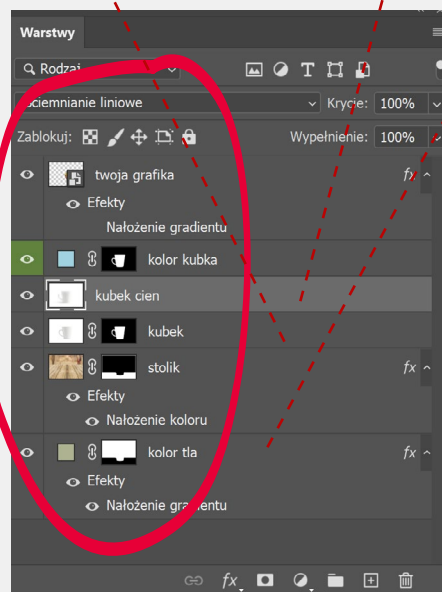 Warstwy
Rodzaj
ciemnianie liniowe Krycie: 100%
Zablokuj: Wypełnienie: 100%
twoja grafika fx
Efekty
Nałożenie gradientu
kolor kubka
kubek cien
kubek
stolik fx
Efekty
Nałożenie koloru
kolor tla fx
Efekty
Nałożenie gradientu
fx